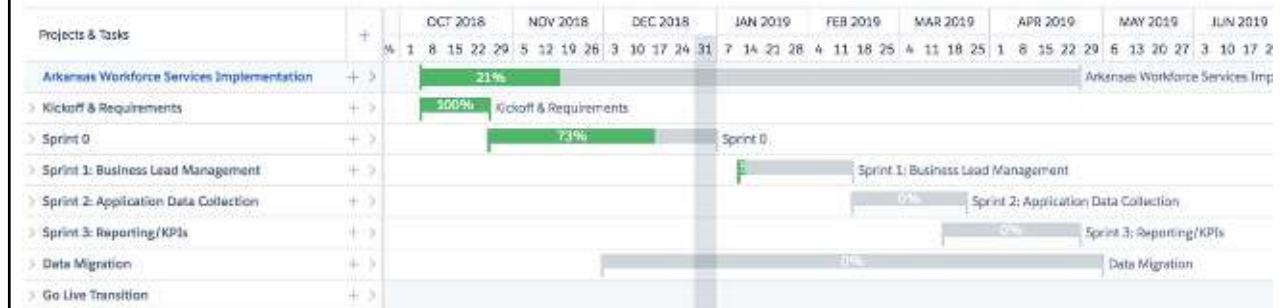 Projects & Tasks
OCT 2018 NOV 2018 DEC 2018 JAN 2019 FEB 2019 MAR 2019 APR 2019 MAY 2019 JUN 2019
% 1 8 15 22 29 5 12 19 26 3 10 17 24 31 7 14 21 28 4 11 18 25 4 11 18 25 1 8 15 22 29 6 13 20 27 3 10 17 2
Arkansas Workforce Services Implementation 21% Arkansas Workforce Services Imp
Kickoff & Requirements 100% Kickoff & Requirements
Sprint 0 73% Sprint 0
Sprint 1: Business Lead Management Sprint 1: Business Lead Management
Sprint 2: Application Data Collection 0% Sprint 2: Application Data Collection
Sprint 3: Reporting/KPIs 0% Sprint 3: Reporting/KPIs
Data Migration 0% Data Migration
Go Live Transition